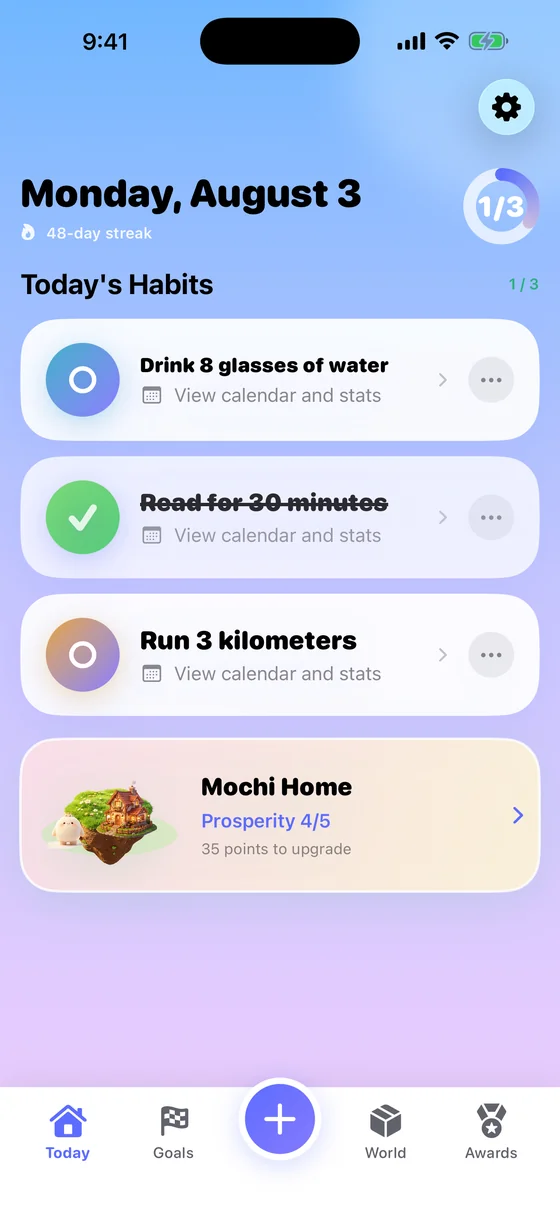 9:41
Monday, August 3
1/3
48-day streak
Today's Habits
1 / 3
Drink 8 glasses of water
View calendar and stats
Read for 30 minutes
View calendar and stats
Run 3 kilometers
View calendar and stats
Mochi Home
Prosperity 4/5
35 points to upgrade
Today
Goals
World
Awards